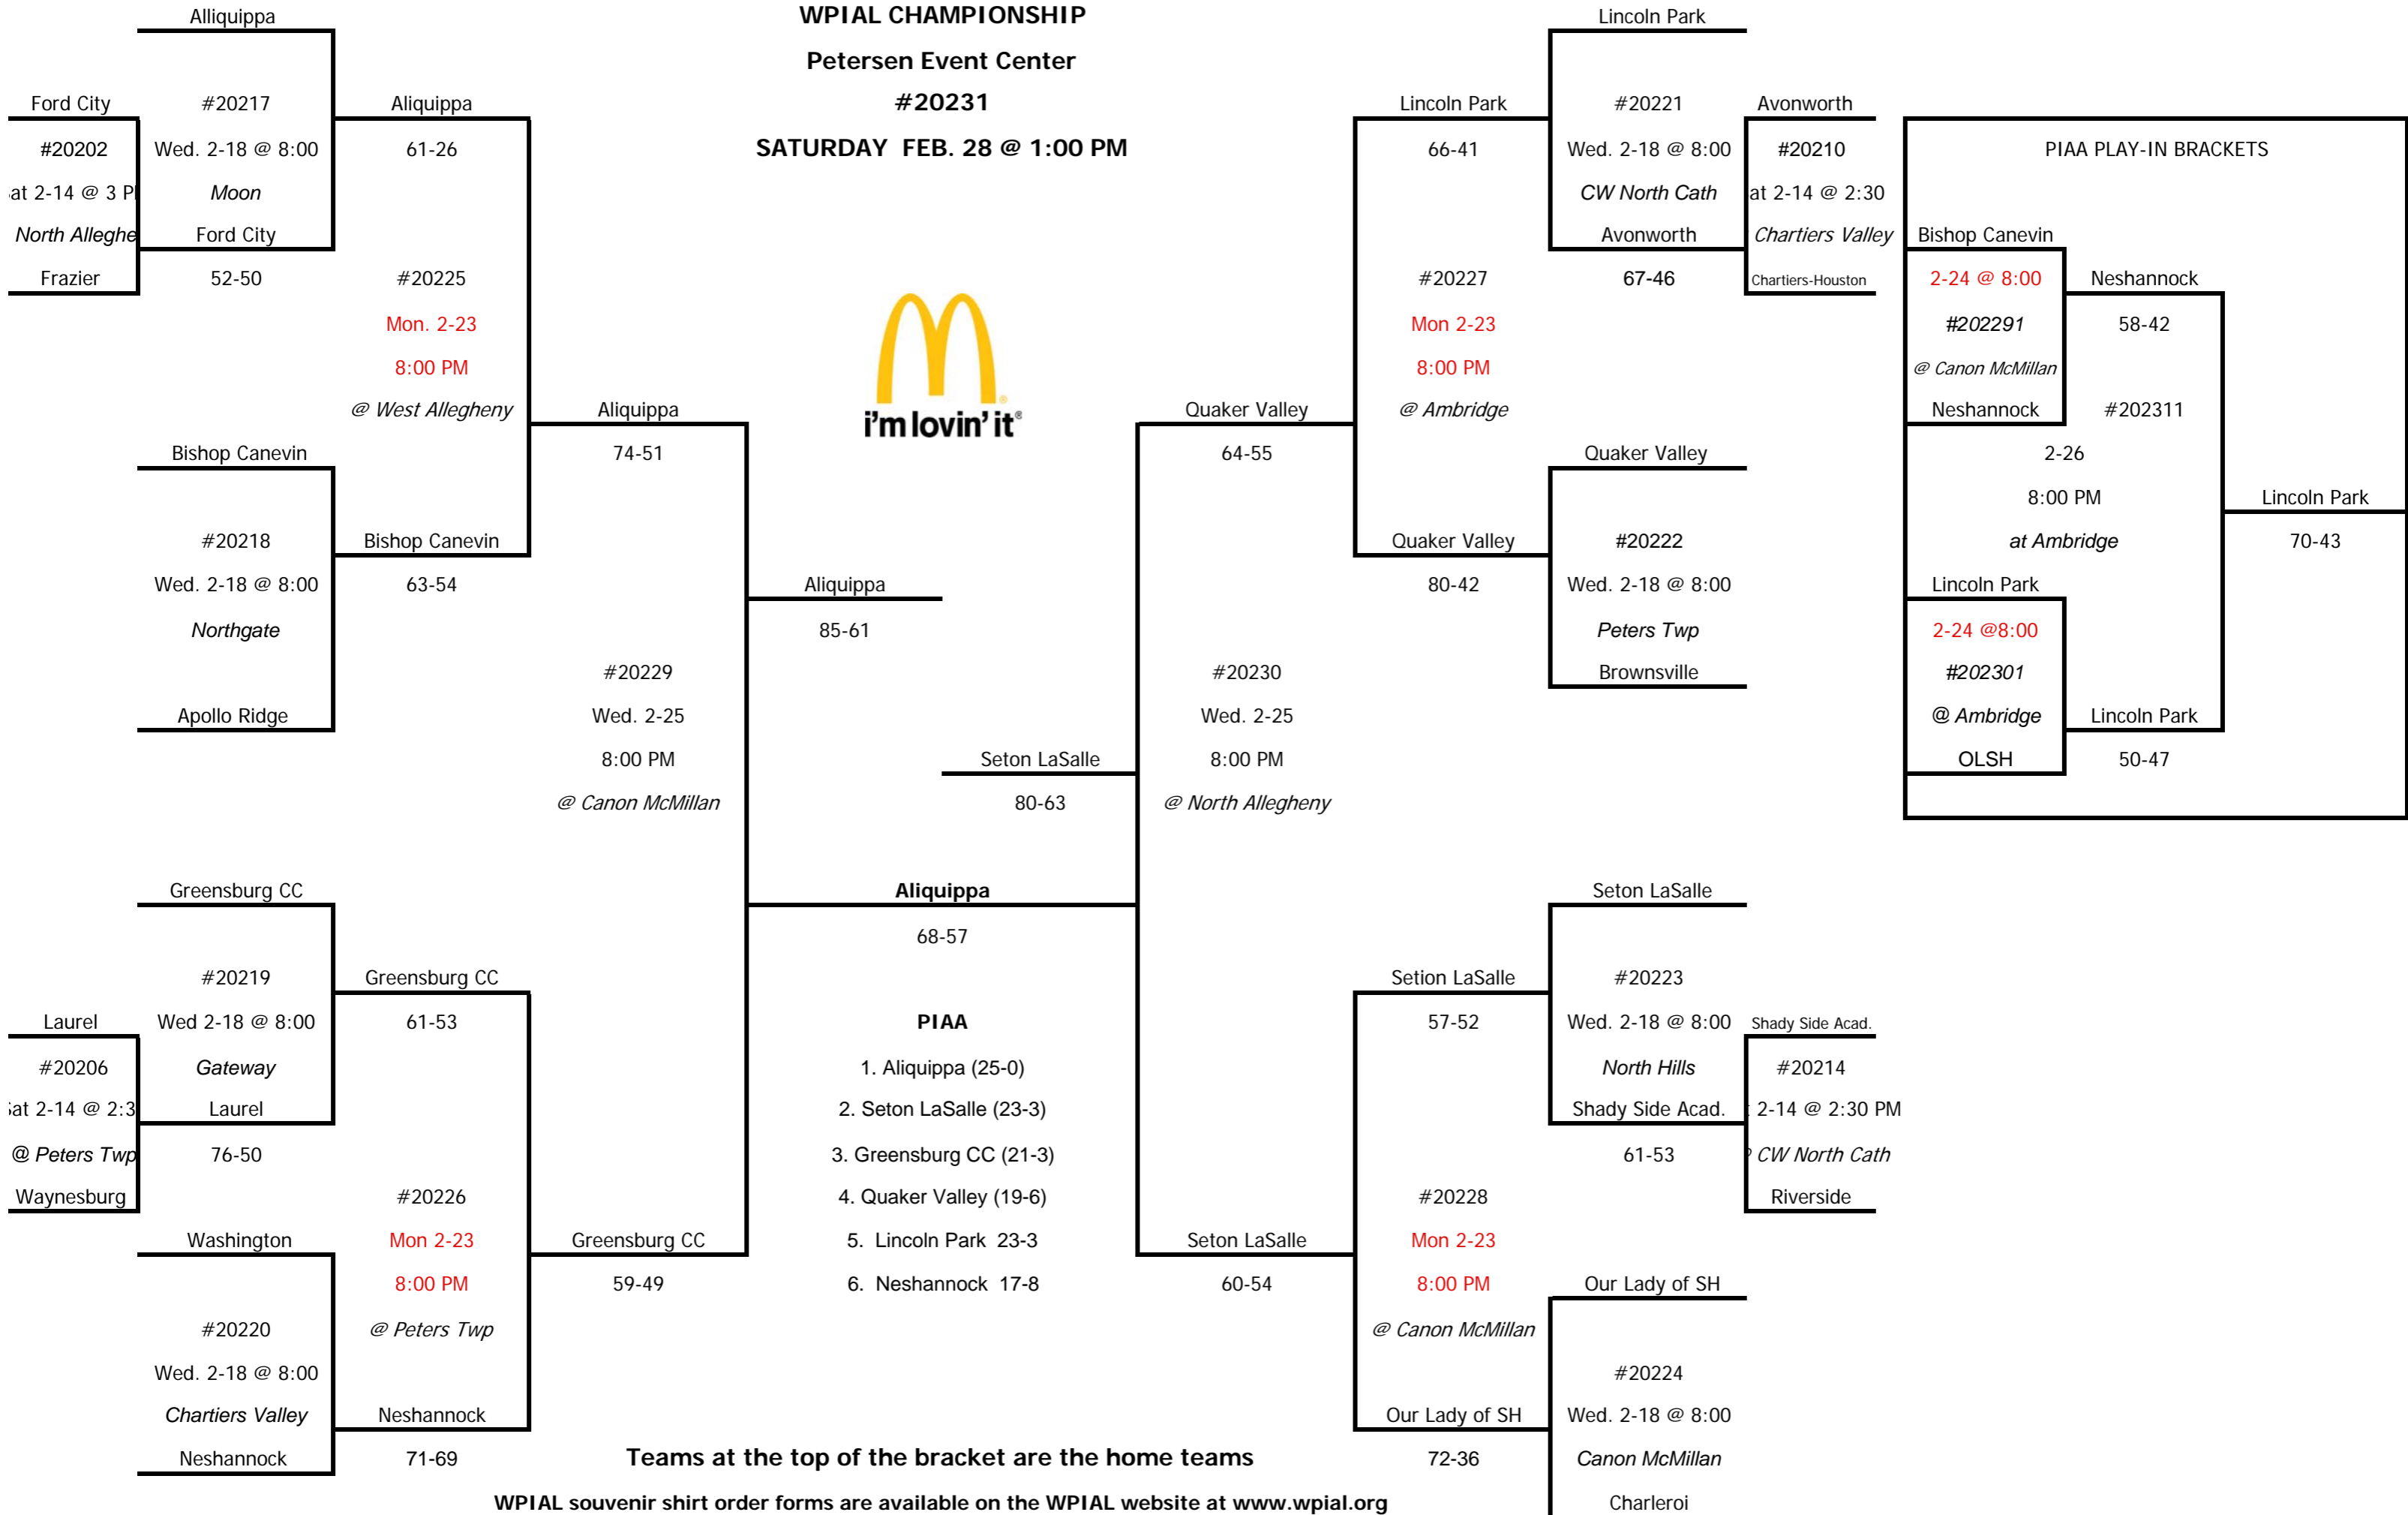 WPIAL CHAMPIONSHIP
Petersen Event Center
#20231
SATURDAY FEB. 28 @ 1:00 PM
Alliquippa
Ford City
#20217
Aliquippa
#20202
Wed. 2-18 @ 8:00
61-26
at 2-14 @ 3 P
Moon
North Alleghe
Ford City
Frazier
52-50
#20225
Mon. 2-23
8:00 PM
@ West Allegheny
Aliquippa
74-51
Bishop Canevin
#20218
Bishop Canevin
Wed. 2-18 @ 8:00
63-54
Northgate
Apollo Ridge
Aliquippa
85-61
#20229
Wed. 2-25
8:00 PM
@ Canon McMillan
Greensburg CC
#20219
Greensburg CC
Laurel
Wed 2-18 @ 8:00
61-53
#20206
Gateway
at 2-14 @ 2:3
Laurel
@ Peters Twp
76-50
Waynesburg
#20226
Washington
Mon 2-23
Greensburg CC
8:00 PM
59-49
#20220
@ Peters Twp
Wed. 2-18 @ 8:00
Chartiers Valley
Neshannock
Neshannock
71-69
i'm lovin' it®
Seton LaSalle
80-63
Aliquippa
68-57
PIAA
1. Aliquippa (25-0)
2. Seton LaSalle (23-3)
3. Greensburg CC (21-3)
4. Quaker Valley (19-6)
5. Lincoln Park 23-3
6. Neshannock 17-8
Lincoln Park
Lincoln Park
#20221
Avonworth
66-41
Wed. 2-18 @ 8:00
#20210
CW North Cath
at 2-14 @ 2:30
Avonworth
Chartiers Valley
#20227
67-46
Chartiers-Houston
Mon 2-23
8:00 PM
Quaker Valley
@ Ambridge
64-55
Quaker Valley
Quaker Valley
#20222
80-42
Wed. 2-18 @ 8:00
Peters Twp
#20230
Brownsville
Wed. 2-25
8:00 PM
@ North Allegheny
Seton LaSalle
Setion LaSalle
#20223
57-52
Wed. 2-18 @ 8:00
Shady Side Acad.
North Hills
#20214
Shady Side Acad.
2-14 @ 2:30 PM
61-53
CW North Cath
#20228
Riverside
Seton LaSalle
Mon 2-23
60-54
8:00 PM
Our Lady of SH
@ Canon McMillan
#20224
Our Lady of SH
Wed. 2-18 @ 8:00
72-36
Canon McMillan
Charleroi
PIAA PLAY-IN BRACKETS
Bishop Canevin
2-24 @ 8:00
Neshannock
#202291
58-42
@ Canon McMillan
Neshannock
#202311
2-26
8:00 PM
Lincoln Park
at Ambridge
70-43
Lincoln Park
2-24 @8:00
#202301
@ Ambridge
Lincoln Park
OLSH
50-47
Teams at the top of the bracket are the home teams
WPIAL souvenir shirt order forms are available on the WPIAL website at www.wpial.org